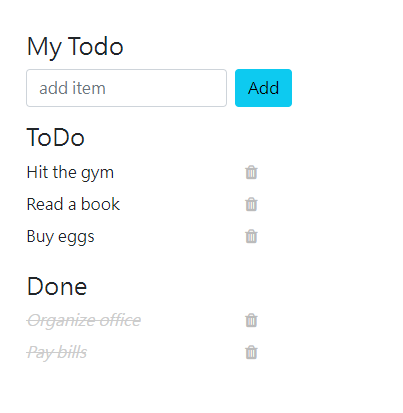 My Todo
add item Add
ToDo
Hit the gym
Read a book
Buy eggs
Done
Organize office
Pay bills